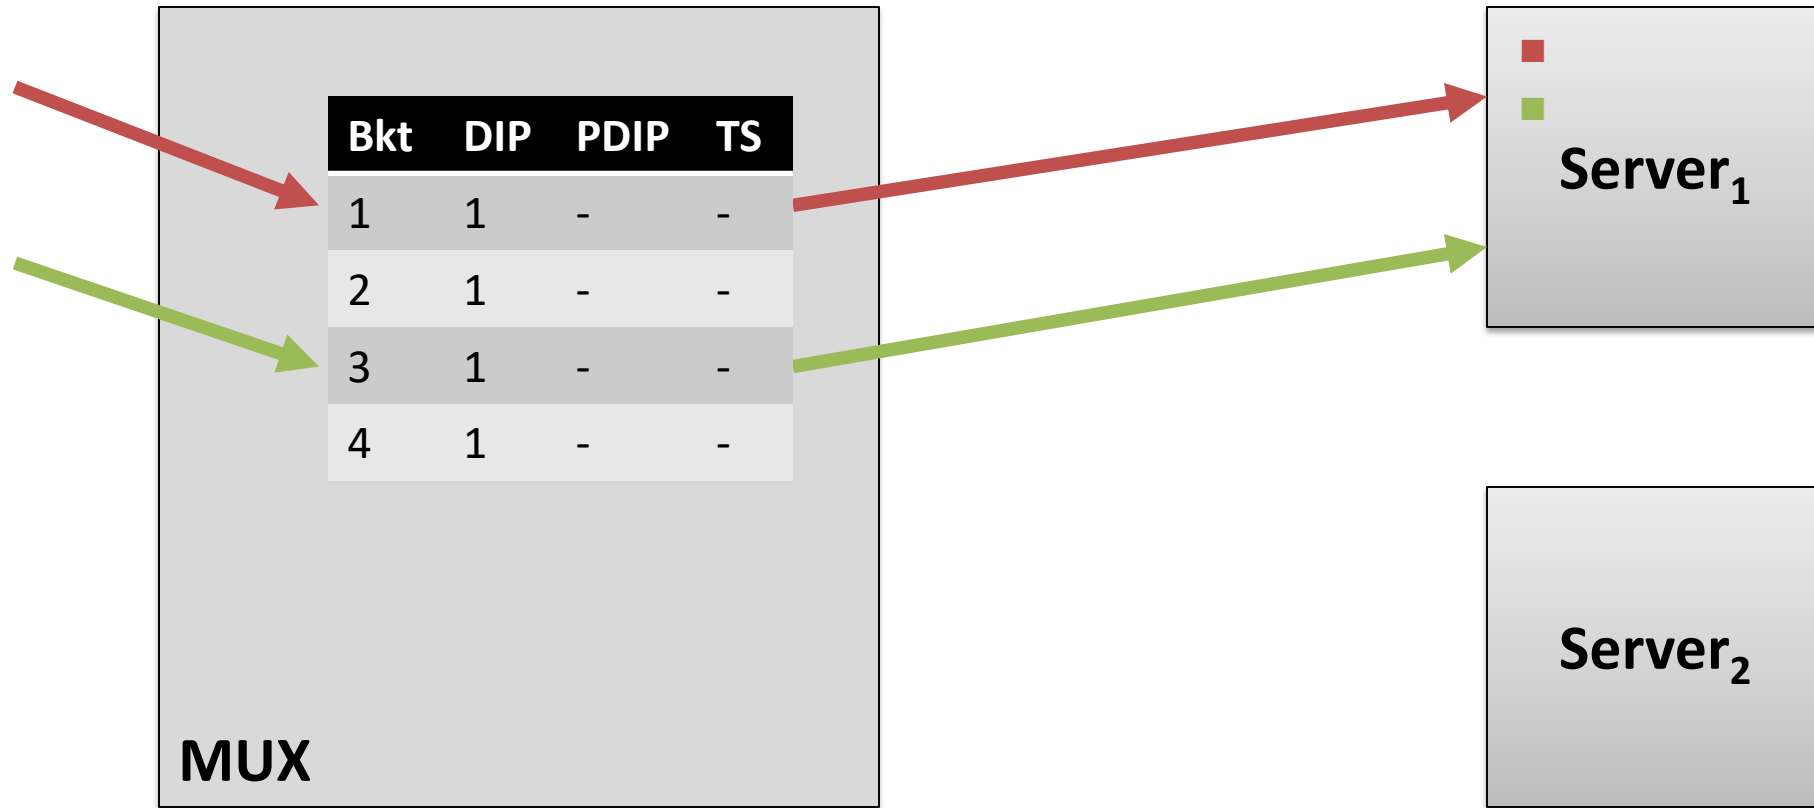 Bkt DIP PDIP TS
1 1 - -
2 1 - -
3 1 - -
4 1 - -
MUX
Server₁
Server₂